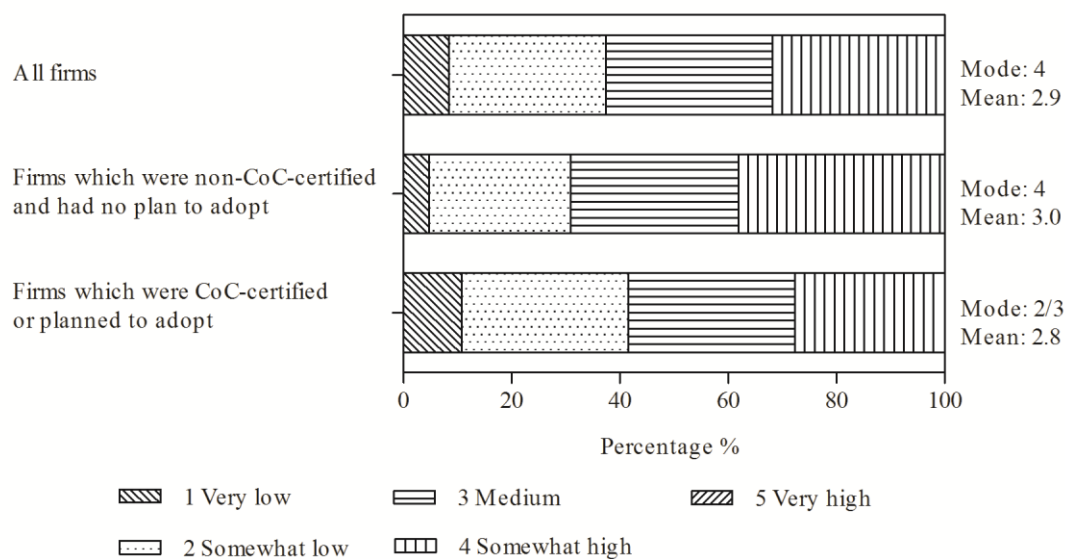 All firms
Mode: 4
Mean: 2.9
Firms which were non-CoC-certified
and had no plan to adopt
Mode: 4
Mean: 3.0
Firms which were CoC-certified
or planned to adopt
Mode: 2/3
Mean: 2.8
0 20 40 60 80 100
Percentage %
1 Very low 3 Medium 5 Very high
2 Somewhat low 4 Somewhat high